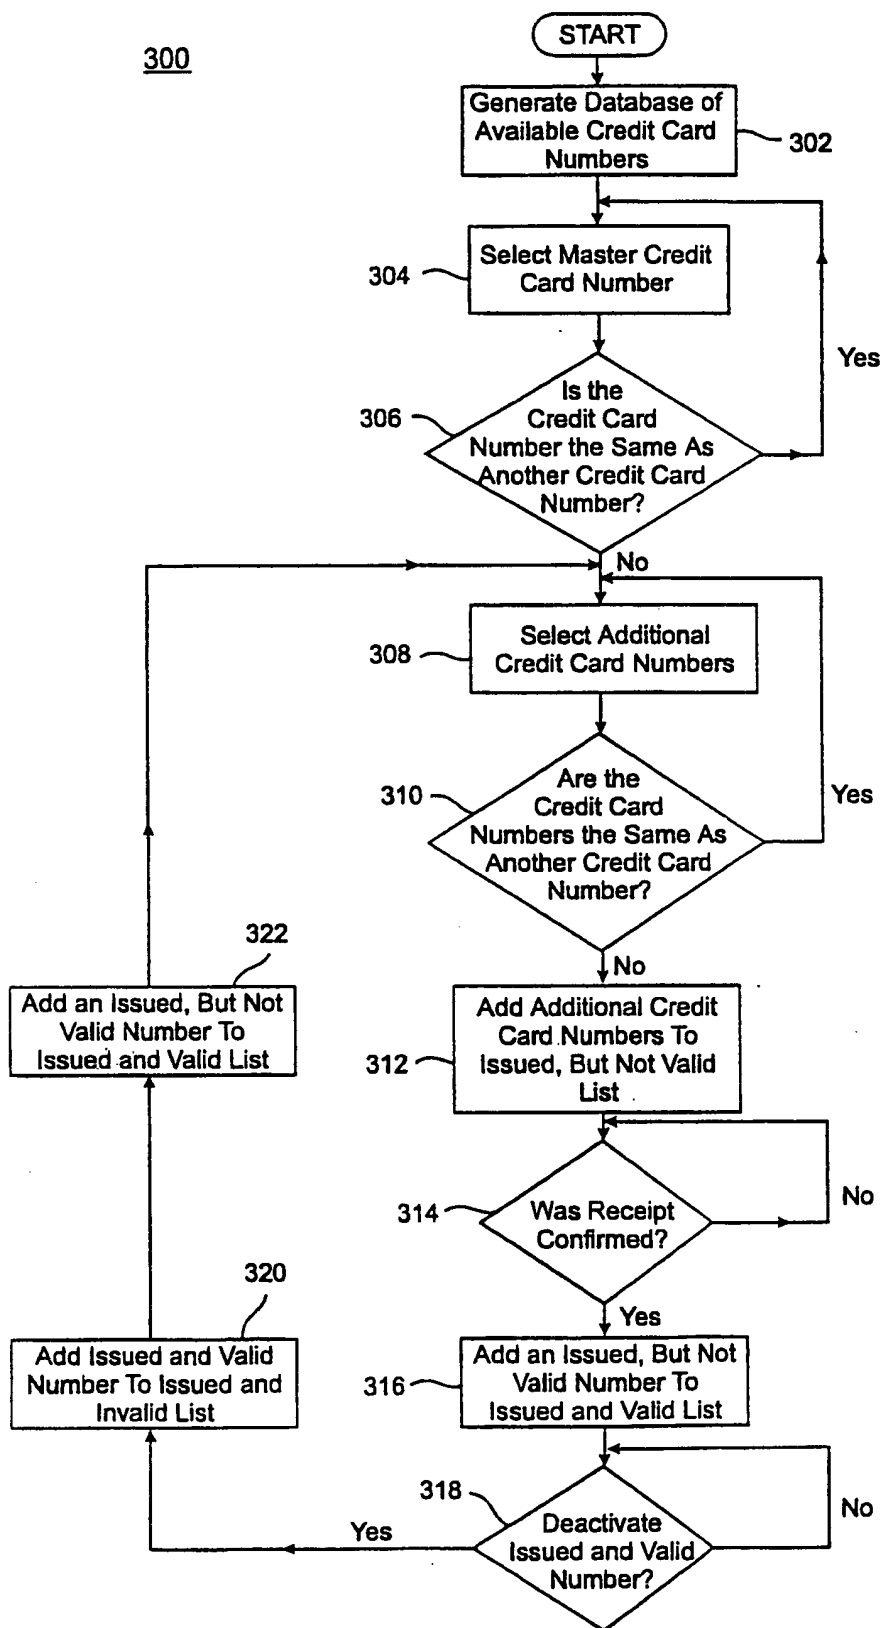 300
START
Generate Database of
Available Credit Card
Numbers
302
Select Master Credit
Card Number
304
Yes
Is the
Credit Card
Number the Same As
Another Credit Card
Number?
306
No
Select Additional
Credit Card Numbers
308
Are the
Credit Card
Numbers the Same As
Another Credit Card
Number?
310
Yes
No
Add Additional Credit
Card Numbers To
Issued, But Not Valid
List
312
Was Receipt
Confirmed?
314
No
Yes
Add an Issued, But Not
Valid Number To
Issued and Valid List
316
Deactivate
Issued and Valid
Number?
318
No
Yes
320
Add Issued and Valid
Number To Issued and
Invalid List
322
Add an Issued, But Not
Valid Number To
Issued and Valid List